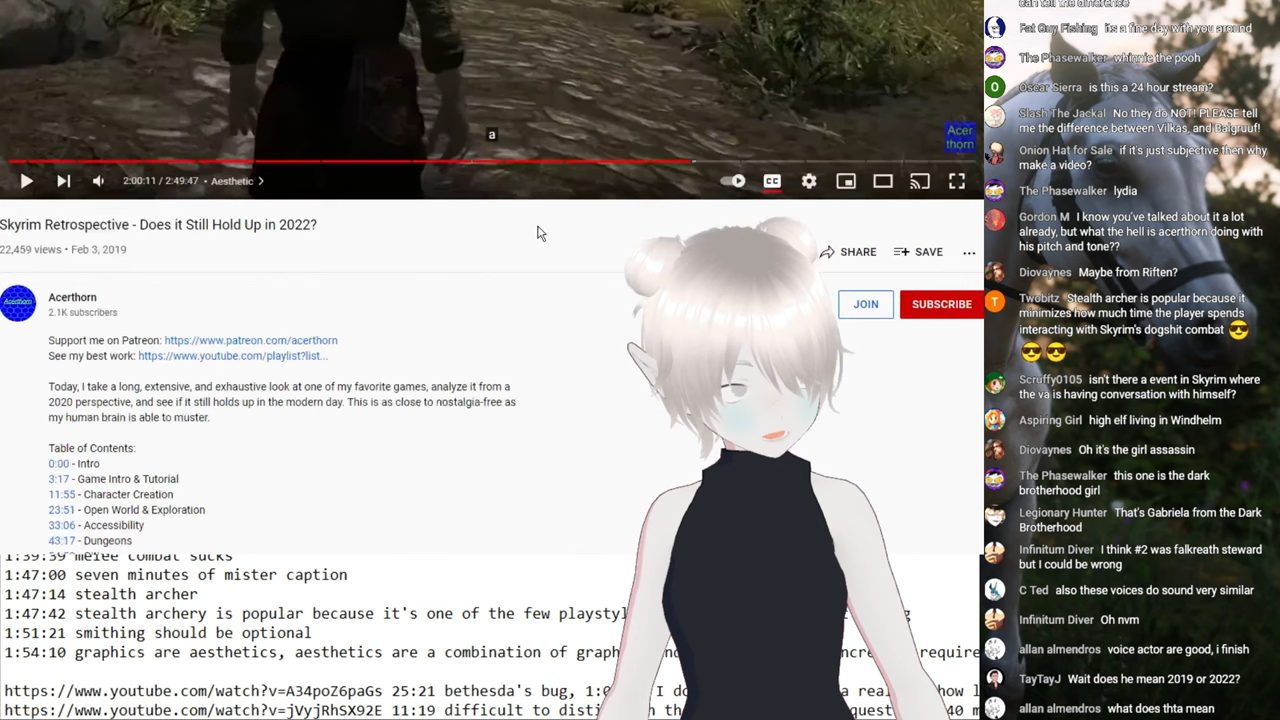 a
Acer
thorn
2:00:11 / 2:49:47 • Aesthetic >
CC
Skyrim Retrospective - Does it Still Hold Up in 2022?
22,459 views • Feb 3, 2019
SHARE
SAVE
Acerthorn
Acerthorn
2.1K subscribers
JOIN
SUBSCRIBE
Support me on Patreon: https://www.patreon.com/acerthorn
See my best work: https://www.youtube.com/playlist?list...
Today, I take a long, extensive, and exhaustive look at one of my favorite games, analyze it from a
2020 perspective, and see if it still holds up in the modern day. This is as close to nostalgia-free as
my human brain is able to muster.
Table of Contents:
0:00 - Intro
3:17 - Game Intro & Tutorial
11:55 - Character Creation
23:51 - Open World & Exploration
33:06 - Accessibility
43:17 - Dungeons
1:39:39 melee combat sucks
1:47:00 seven minutes of mister caption
1:47:14 stealth archer
1:47:42 stealth archery is popular because it's one of the few
1:51:21 smithing should be optional
1:54:10 graphics are aesthetics, aesthetics are a combination of
https://www.youtube.com/watch?v=A34poZ6paGs 25:21 bethesda's bug,
https://www.youtube.com/watch?v=jVyjRhSX92E 11:19 difficult to
can tell the difference
Fat Guy Fishing its a fine day with you around
The Phasewalker whinnie the pooh
O
Oscar Sierra is this a 24 hour stream?
Slash The Jackal No they do NOT! PLEASE tell
me the difference between Vilkas, and Balgruuf!
Onion Hat for Sale if it's just subjective then why
make a video?
The Phasewalker lydia
Gordon M I know you've talked about it a lot
already, but what the hell is acerthorn doing with
his pitch and tone??
Diovaynes Maybe from Riften?
T
Twobitz Stealth archer is popular because it
minimizes how much time the player spends
interacting with Skyrim's dogshit combat 😎
😎 😎
Scruffy0105 isn't there a event in Skyrim where
the va is having conversation with himself?
Aspiring Girl high elf living in Windhelm
Diovaynes Oh it's the girl assassin
The Phasewalker this one is the dark
brotherhood girl
Legionary Hunter That's Gabriela from the Dark
Brotherhood
Infinitum Diver I think #2 was falkreath steward
but I could be wrong
C Ted also these voices do sound very similar
Infinitum Diver Oh nvm
allan almendros voice actor are good, i finish
TayTayJ Wait does he mean 2019 or 2022?
allan almendros what does thta mean